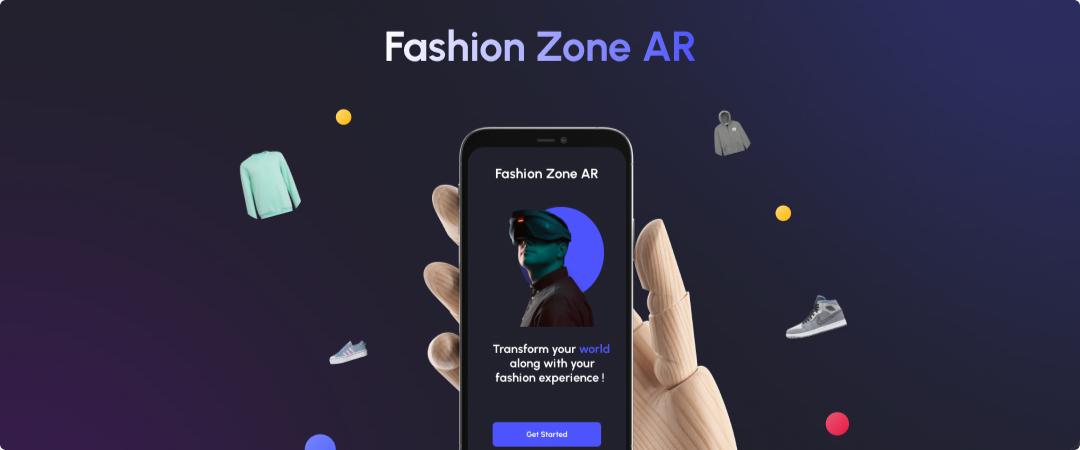 Fashion Zone AR
Fashion Zone AR
Transform your world
along with your
fashion experience !
Get Started